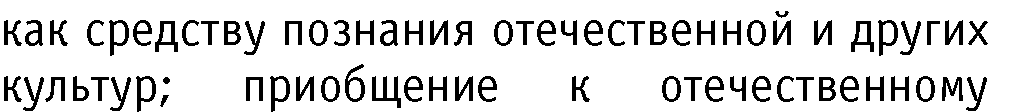 как средству познания отечественной и других
культур; приобщение к отечественному